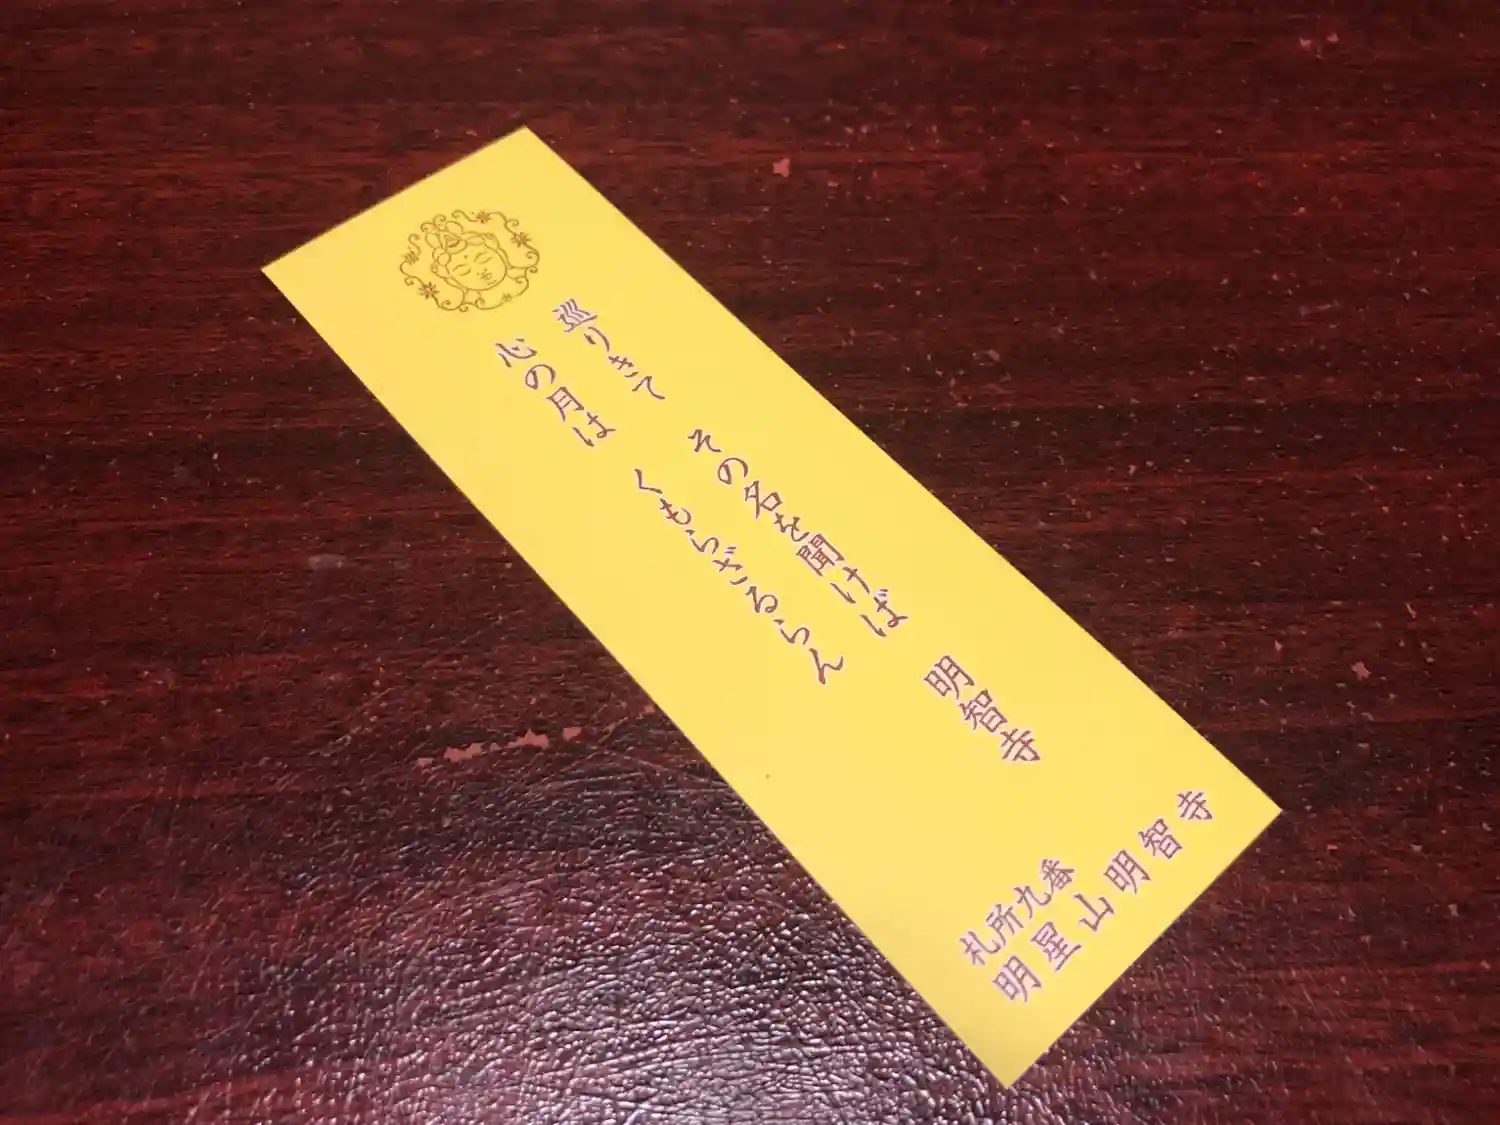 巡りきて その名を聞けば 明智寺
心の月は くもらざるらん
札所九番
明星山明智寺